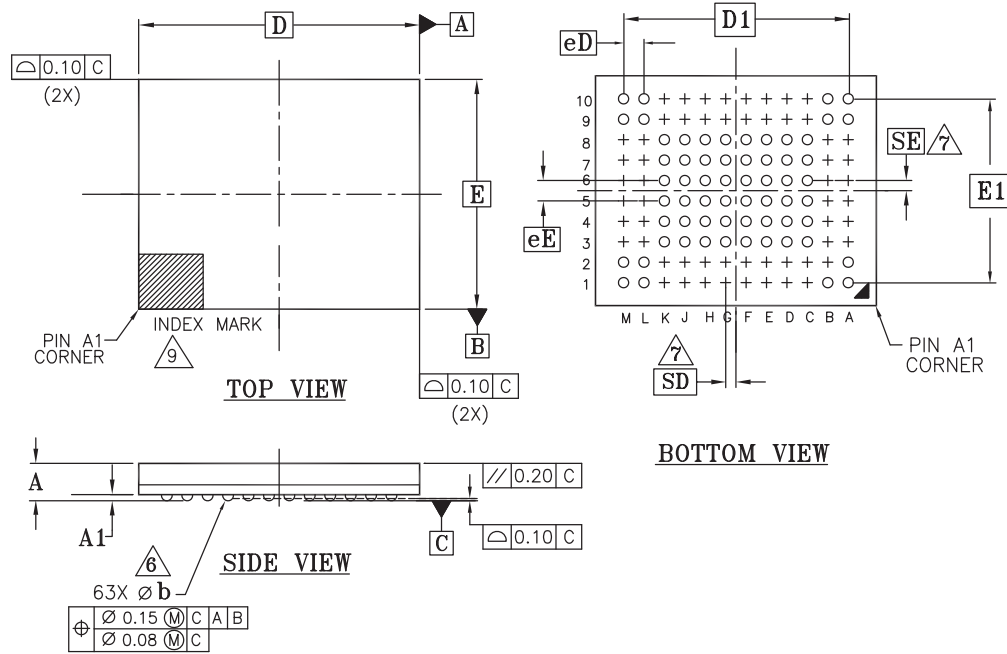 D
A
⌓ 0.10 C
(2X)
E
INDEX MARK
PIN A1
CORNER
9
B
TOP VIEW
⌓ 0.10 C
(2X)
D1
eD
10
9
8
7
6
5
4
3
2
1
SE 7
E1
eE
M L K J H G F E D C B A
7
SD
PIN A1
CORNER
BOTTOM VIEW
A
A1
// 0.20 C
⌓ 0.10 C
C
6
SIDE VIEW
63X Ø b
⌖ Ø 0.15 Ⓜ C A B
Ø 0.08 Ⓜ C